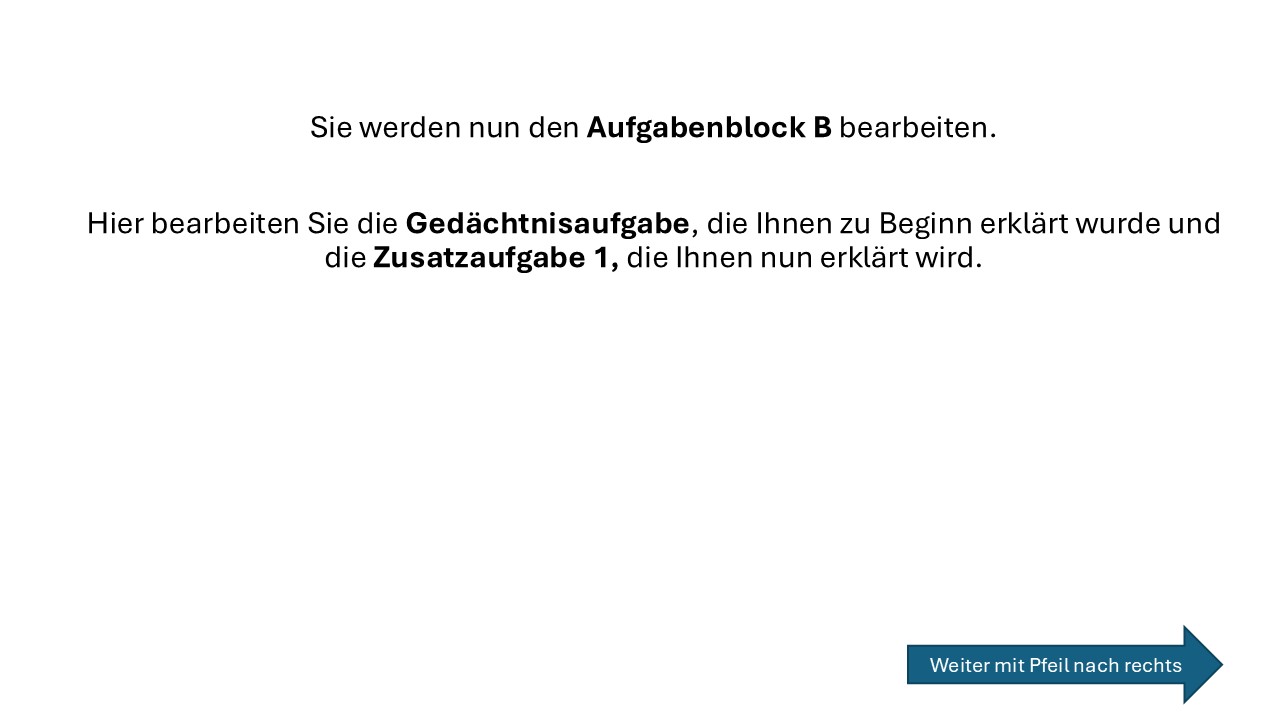 Sie werden nun den Aufgabenblock B bearbeiten.
Hier bearbeiten Sie die Gedächtnisaufgabe, die Ihnen zu Beginn erklärt wurde und
die Zusatzaufgabe 1, die Ihnen nun erklärt wird.
Weiter mit Pfeil nach rechts